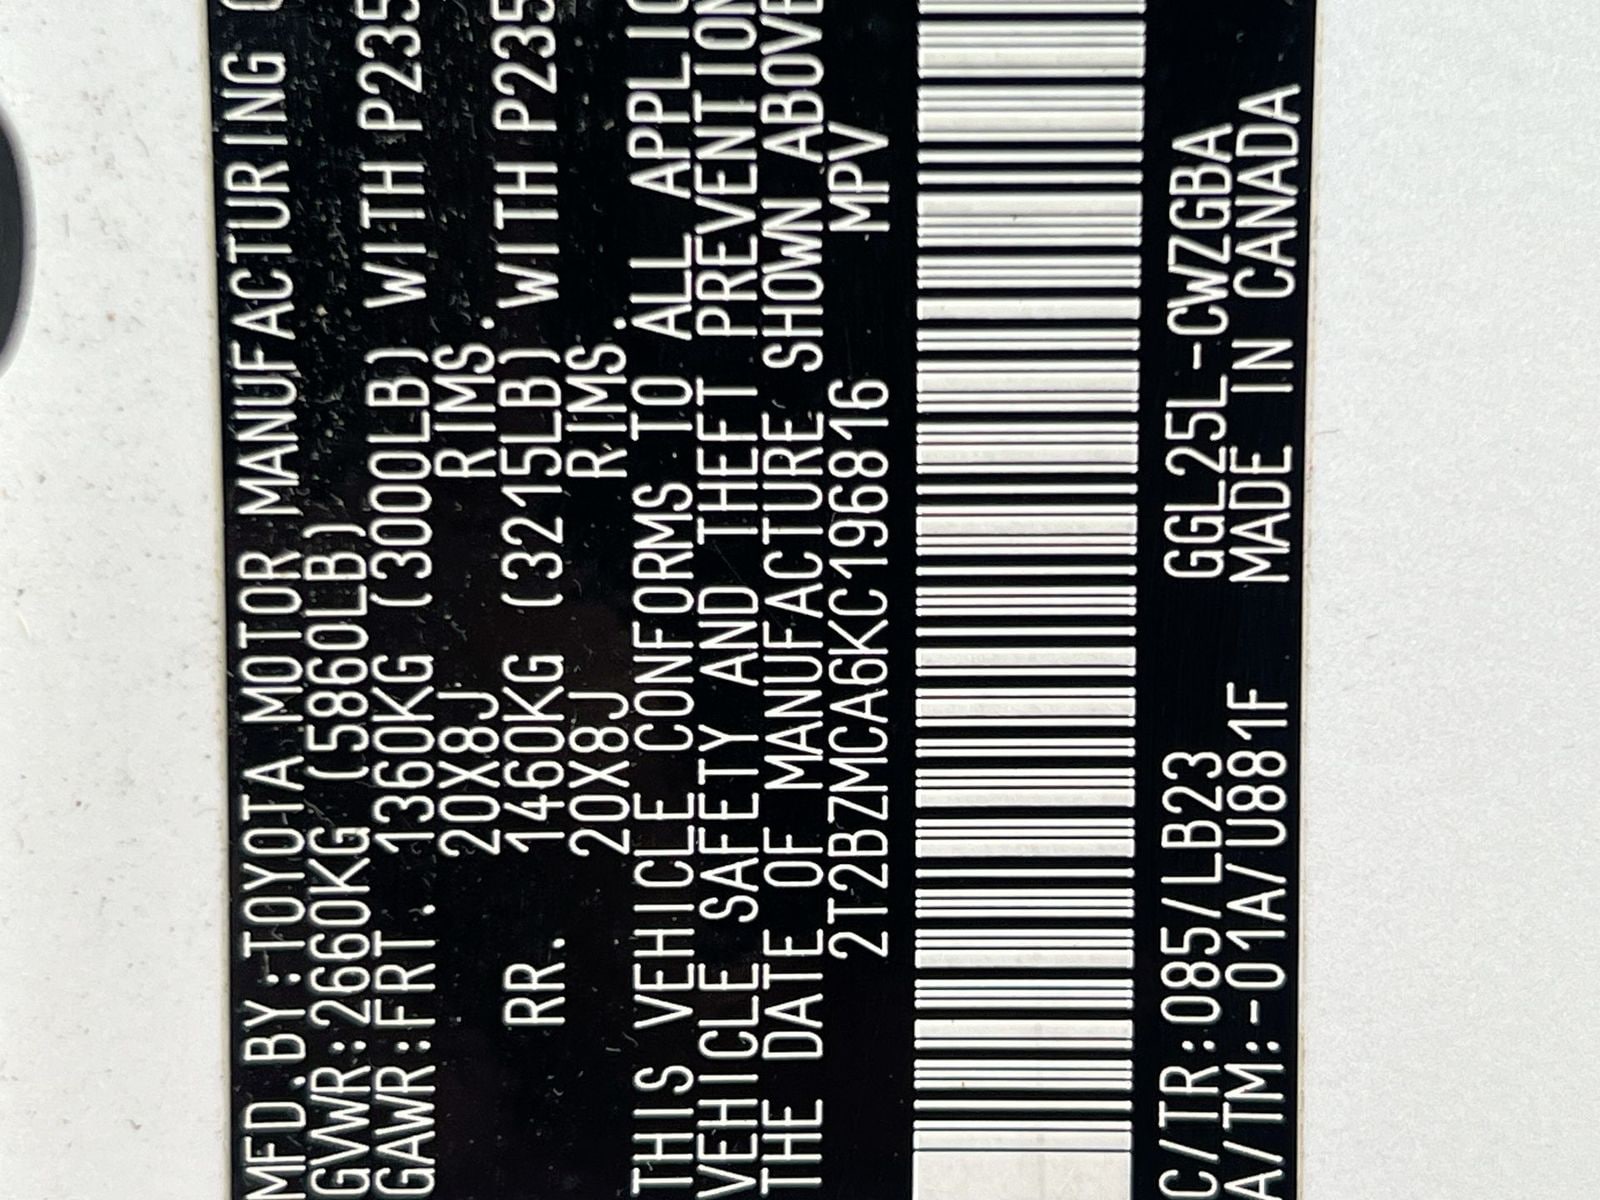 MFD.BY:TOYOTA MOTOR MANUFACTURING
GVWR:2660KG (5860LB)
GAWR:FRT. 1360KG (3000LB) WITH P235
20X8J RIMS.
RR. 1460KG (3215LB) WITH P235
20X8J RIMS.
THIS VEHICLE CONFORMS TO ALL APPLIC
VEHICLE SAFETY AND THEFT PREVENTION
THE DATE OF MANUFACTURE SHOWN ABOVE
2T2BZMCA6KC196816 MPV
C/TR:085/LB23 GGL25L-CWZGBA
A/TM:-01A/U881F MADE IN CANADA